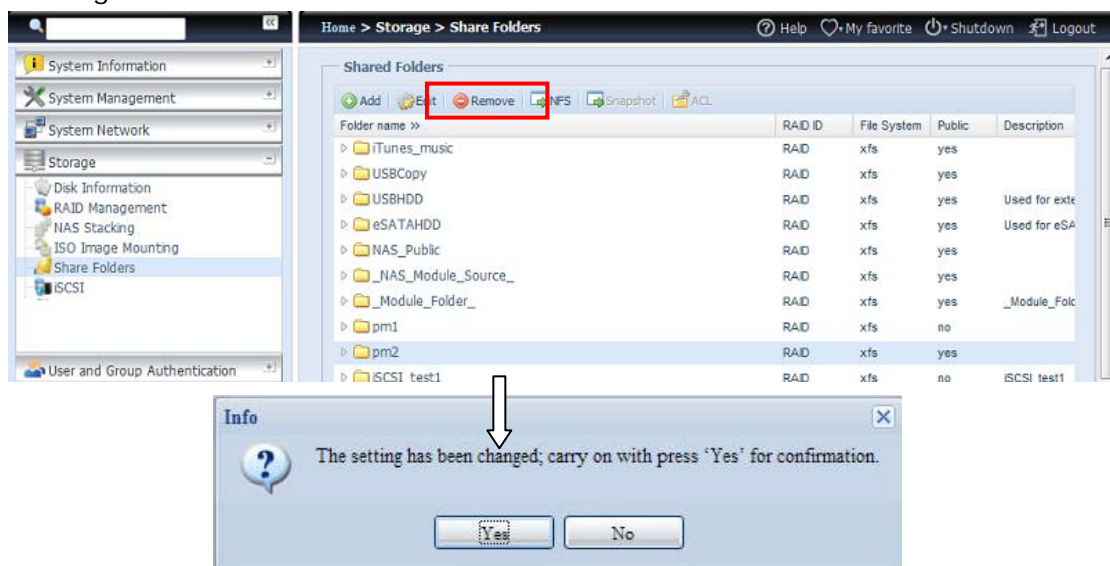 Home > Storage > Share Folders
Help My favorite Shutdown Logout
System Information
System Management
System Network
Storage
Disk Information
RAID Management
NAS Stacking
ISO Image Mounting
Share Folders
iSCSI
User and Group Authentication
Shared Folders
Add Edit Remove NFS Snapshot ACL
Folder name » RAID ID File System Public Description
iTunes_music RAID xfs yes
USBCopy RAID xfs yes
USBHDD RAID xfs yes Used for exte
eSATAHDD RAID xfs yes Used for eSA
NAS_Public RAID xfs yes
_NAS_Module_Source_ RAID xfs yes
_Module_Folder_ RAID xfs yes _Module_Folc
pm1 RAID xfs no
pm2 RAID xfs yes
iSCSI_test1 RAID xfs no iSCSI_test1
Info
The setting has been changed; carry on with press ‘Yes’ for confirmation.
Yes No